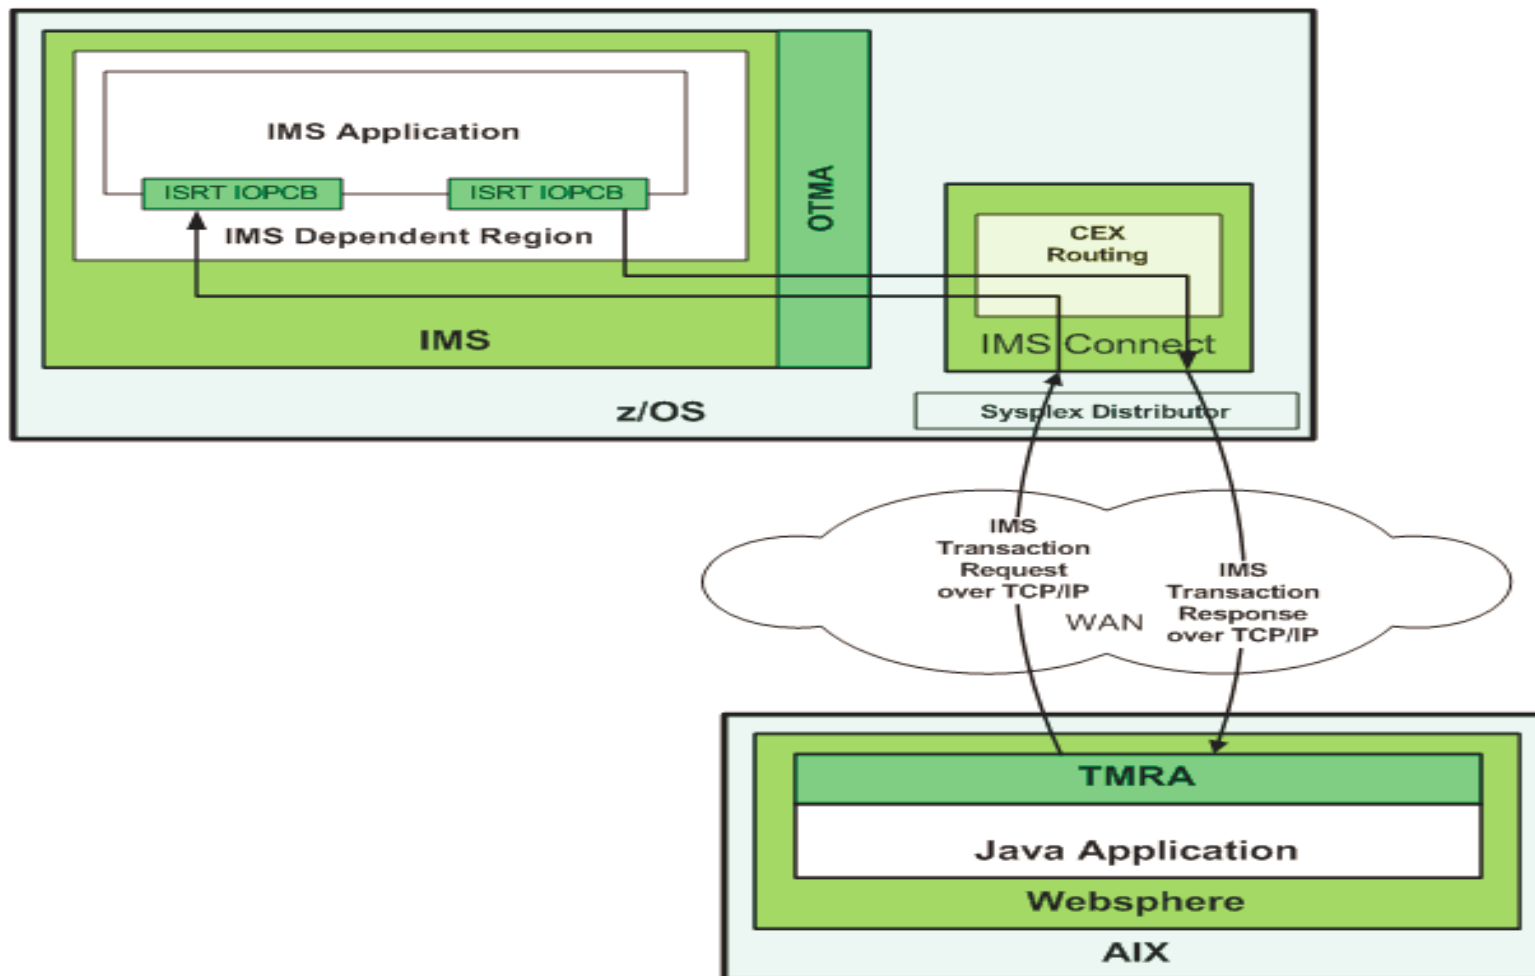 IMS Application
ISRT IOPCB
ISRT IOPCB
IMS Dependent Region
IMS
OTMA
CEX
Routing
IMS Connect
z/OS
Sysplex Distributor
IMS
Transaction
Request
over TCP/IP
WAN
IMS
Transaction
Response
over TCP/IP
TMRA
Java Application
Websphere
AIX